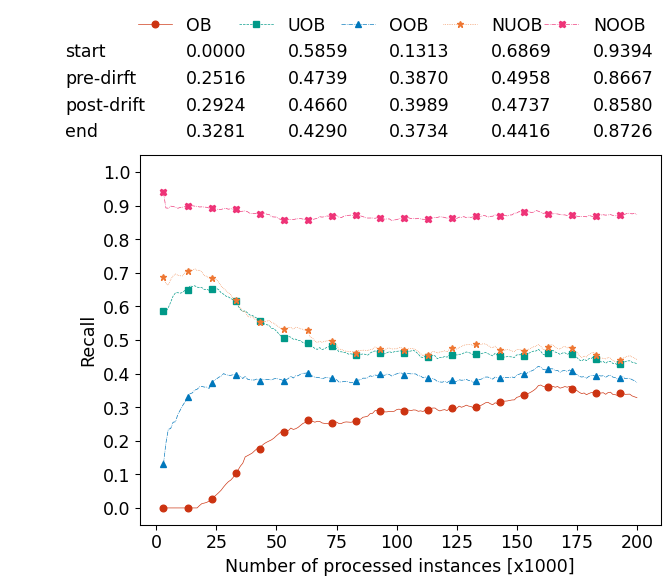 OB UOB OOB NUOB NOOB
start 0.0000 0.5859 0.1313 0.6869 0.9394
pre-dirft 0.2516 0.4739 0.3870 0.4958 0.8667
post-drift 0.2924 0.4660 0.3989 0.4737 0.8580
end 0.3281 0.4290 0.3734 0.4416 0.8726
1.0
0.9
0.8
0.7
0.6
0.5
0.4
0.3
0.2
0.1
0.0
Recall
0 25 50 75 100 125 150 175 200
Number of processed instances [x1000]